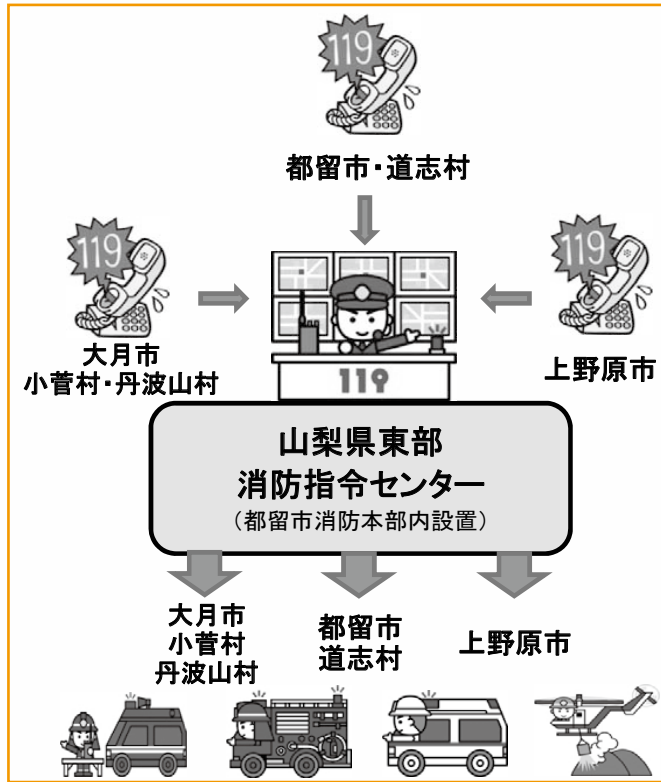 119
都留市・道志村
119
大月市
小菅村・丹波山村
119
上野原市
119
山梨県東部
消防指令センター
（都留市消防本部内設置）
大月市
小菅村
丹波山村
都留市
道志村
上野原市